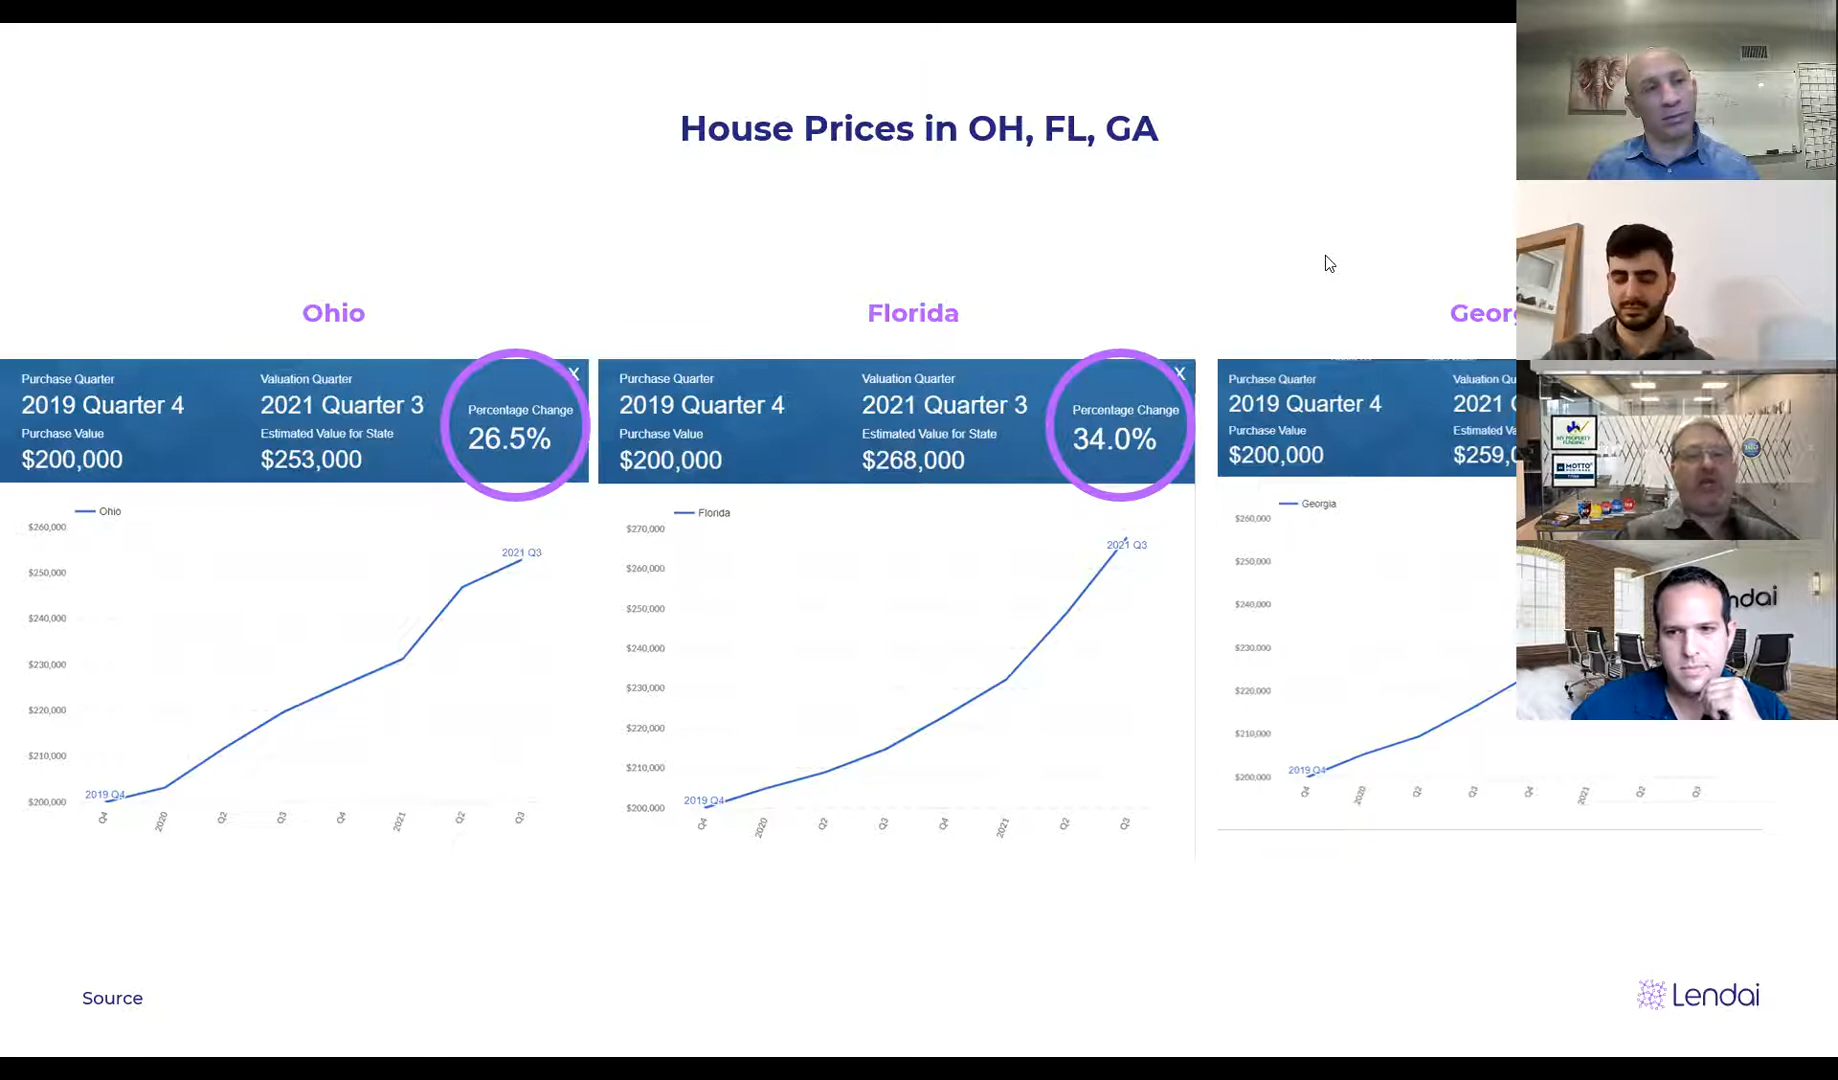 House Prices in OH, FL, GA
Ohio
Purchase Quarter
2019 Quarter 4
Purchase Value
$200,000
Valuation Quarter
2021 Quarter 3
Estimated Value for State
$253,000
Percentage Change
26.5%
X
Ohio
$260,000
$250,000
$240,000
$230,000
$220,000
$210,000
$200,000
2019 Q4
2021 Q3
Q4
2020
Q2
Q3
Q4
2021
Q2
Q3
Florida
Purchase Quarter
2019 Quarter 4
Purchase Value
$200,000
Valuation Quarter
2021 Quarter 3
Estimated Value for State
$268,000
Percentage Change
34.0%
X
Florida
$270,000
$260,000
$250,000
$240,000
$230,000
$220,000
$210,000
$200,000
2019 Q4
2021 Q3
Q4
2020
Q2
Q3
Q4
2021
Q2
Q3
Georg
Purchase Quarter
2019 Quarter 4
Purchase Value
$200,000
Valuation Qu
2021
Estimated Va
$259,0
Georgia
$260,000
$250,000
$240,000
$230,000
$220,000
$210,000
$200,000
2019 Q4
Q4
2020
Q2
Q3
Q4
2021
Q2
Q3
MY PROPERTY
FUNDING
MOTTO
ndai
Source
Lendai